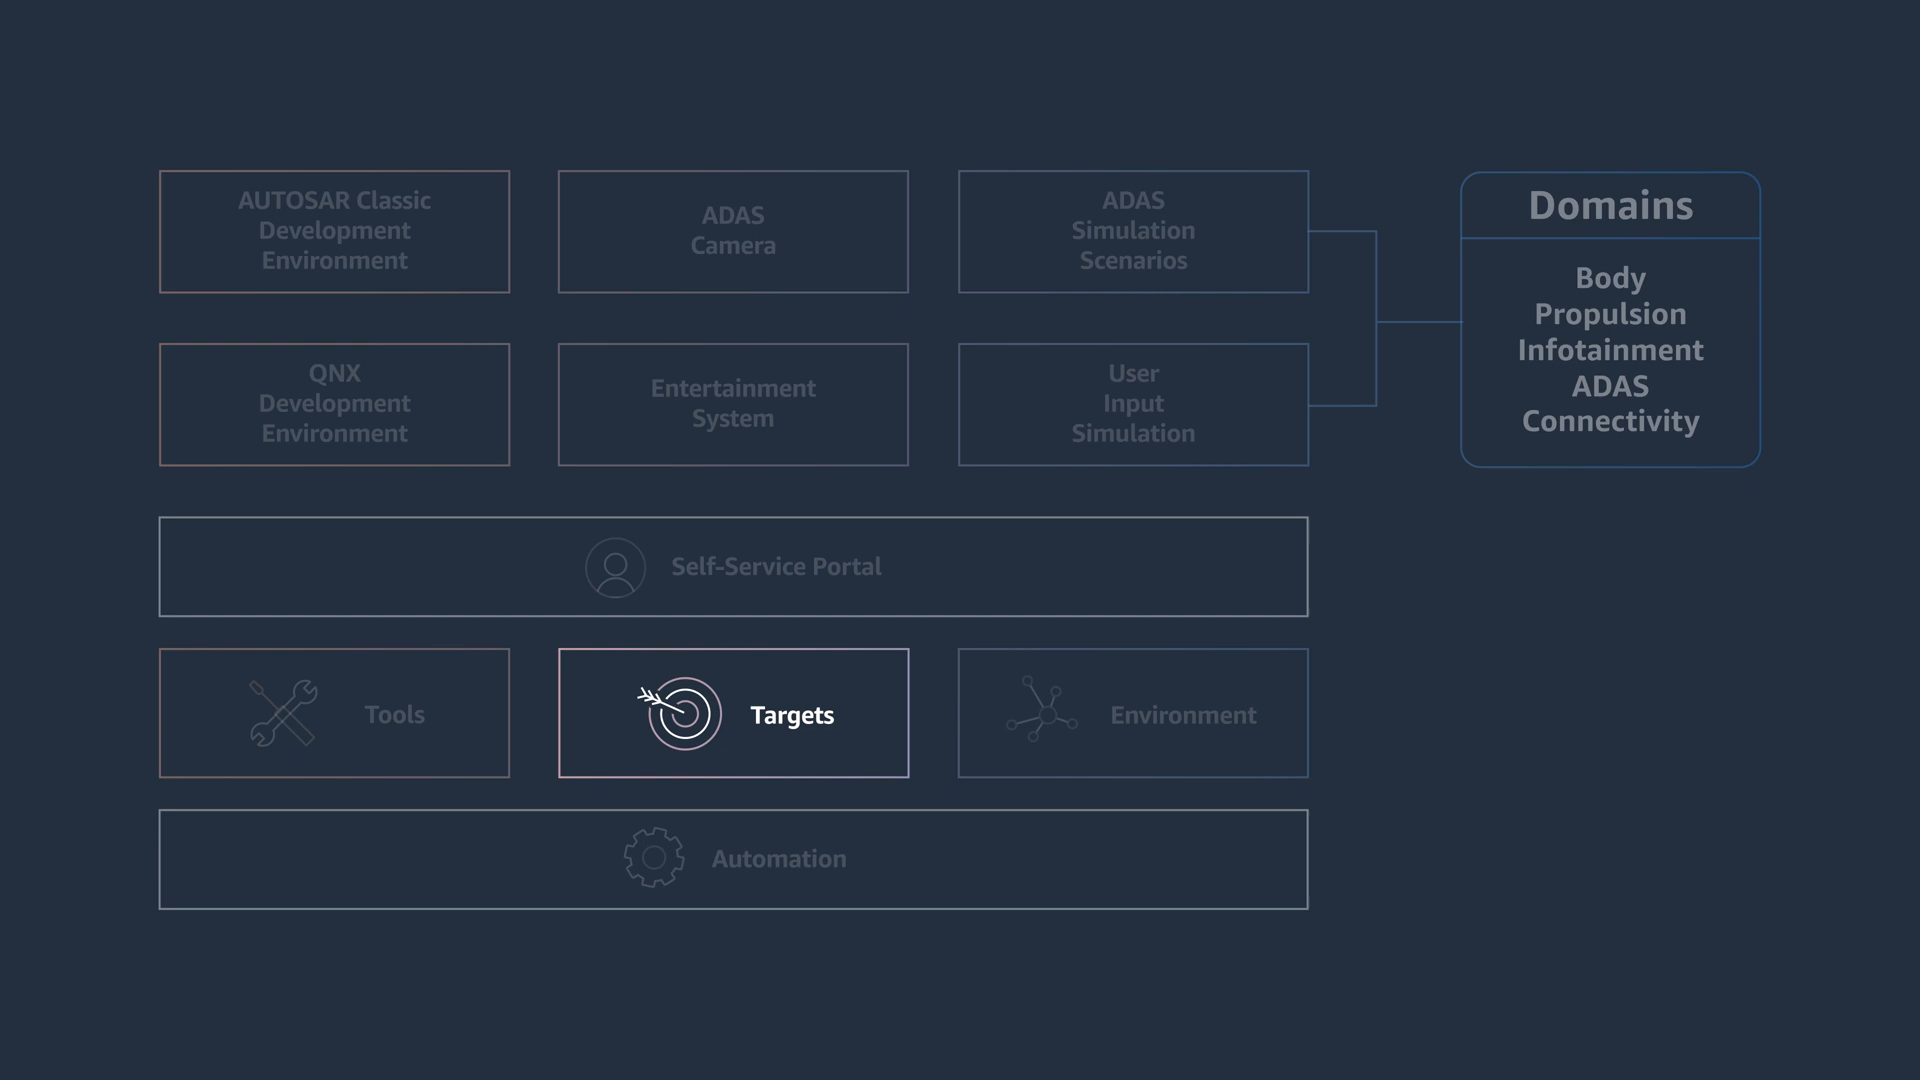 AUTOSAR Classic
Development
Environment
ADAS
Camera
ADAS
Simulation
Scenarios
Domains
Body
Propulsion
Infotainment
ADAS
Connectivity
QNX
Development
Environment
Entertainment
System
User
Input
Simulation
Self-Service Portal
Tools
Targets
Environment
Automation